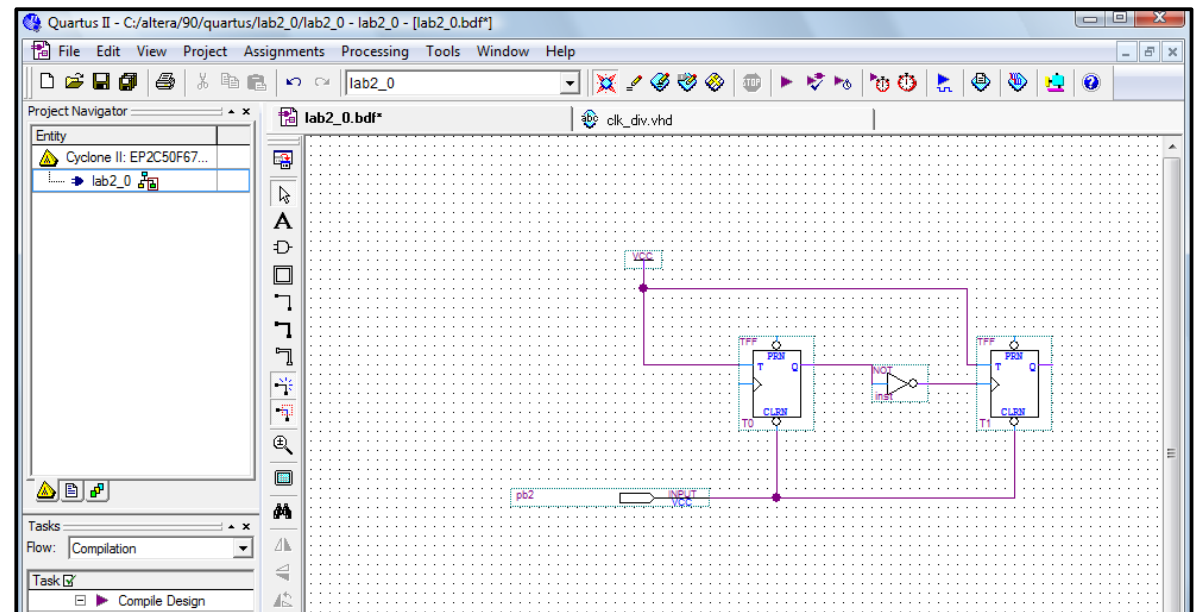 Quartus II - C:/altera/90/quartus/lab2_0/lab2_0 - lab2_0 - [lab2_0.bdf*]
File Edit View Project Assignments Processing Tools Window Help
lab2_0
Project Navigator
lab2_0.bdf*
clk_div.vhd
Entity
Cyclone II: EP2C50F67...
lab2_0
A
VCC
TFF
PRN
T Q
CLRN
T0
NOT
inst
TFF
PRN
T Q
CLRN
T1
pb2
INPUT
VCC
Tasks
Flow: Compilation
Task
Compile Design